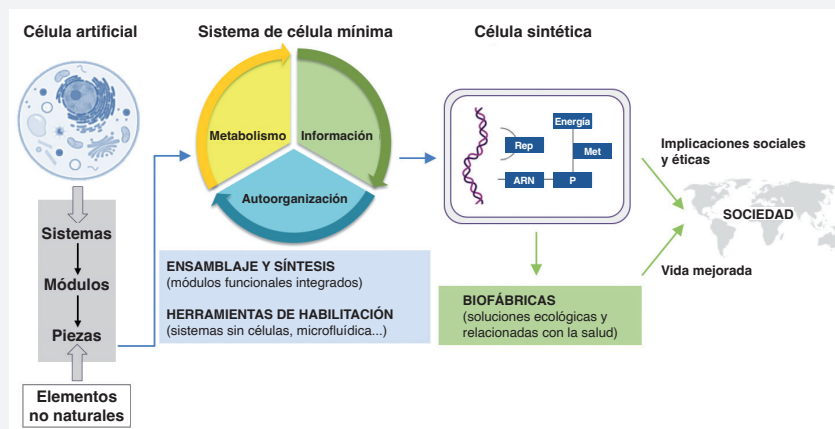 Célula artificial
Sistemas
Módulos
Piezas
Elementos
no naturales
Sistema de célula mínima
Metabolismo
Información
Autoorganización
ENSAMBLAJE Y SÍNTESIS
(módulos funcionales integrados)
HERRAMIENTAS DE HABILITACIÓN
(sistemas sin células, microfluídica...)
Célula sintética
Energía
Rep
Met
ARN
P
BIOFÁBRICAS
(soluciones ecológicas y
relacionadas con la salud)
Implicaciones sociales
y éticas
SOCIEDAD
Vida mejorada